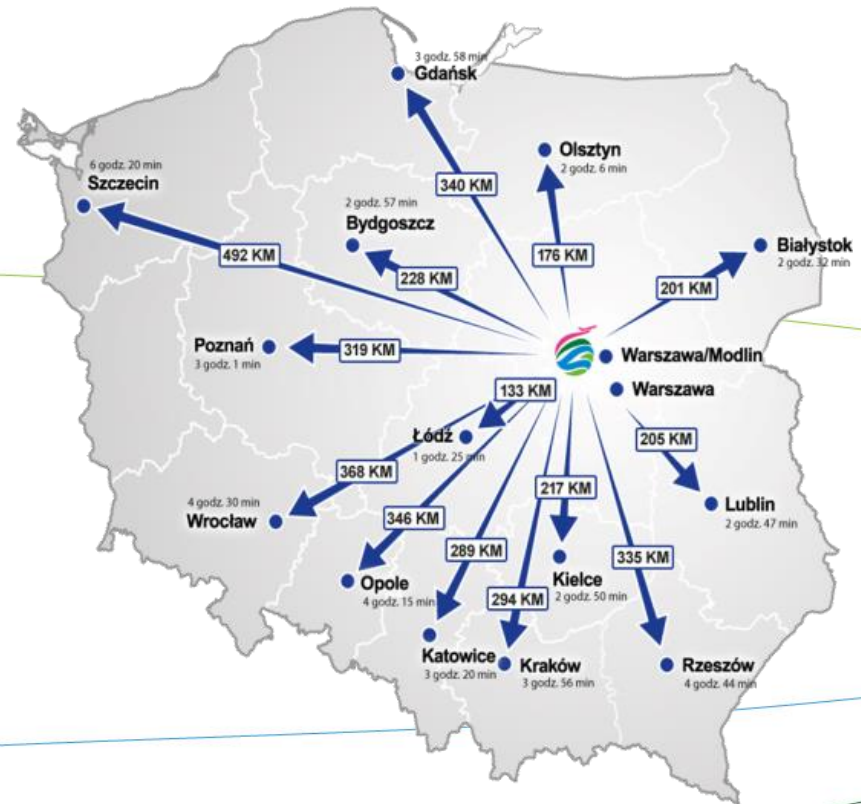 3 godz. 58 min
Gdańsk
Olsztyn
2 godz. 6 min
6 godz. 20 min
Szczecin
340 KM
2 godz. 57 min
Bydgoszcz
492 KM
228 KM
176 KM
Białystok
2 godz. 32 min
201 KM
Poznań
3 godz. 1 min
319 KM
Warszawa/Modlin
133 KM
Warszawa
Łódź
1 godz. 25 min
205 KM
368 KM
217 KM
4 godz. 30 min
Wrocław
346 KM
Lublin
2 godz. 47 min
289 KM
335 KM
Opole
4 godz. 15 min
Kielce
2 godz. 50 min
294 KM
Katowice
3 godz. 20 min
Kraków
3 godz. 56 min
Rzeszów
4 godz. 44 min